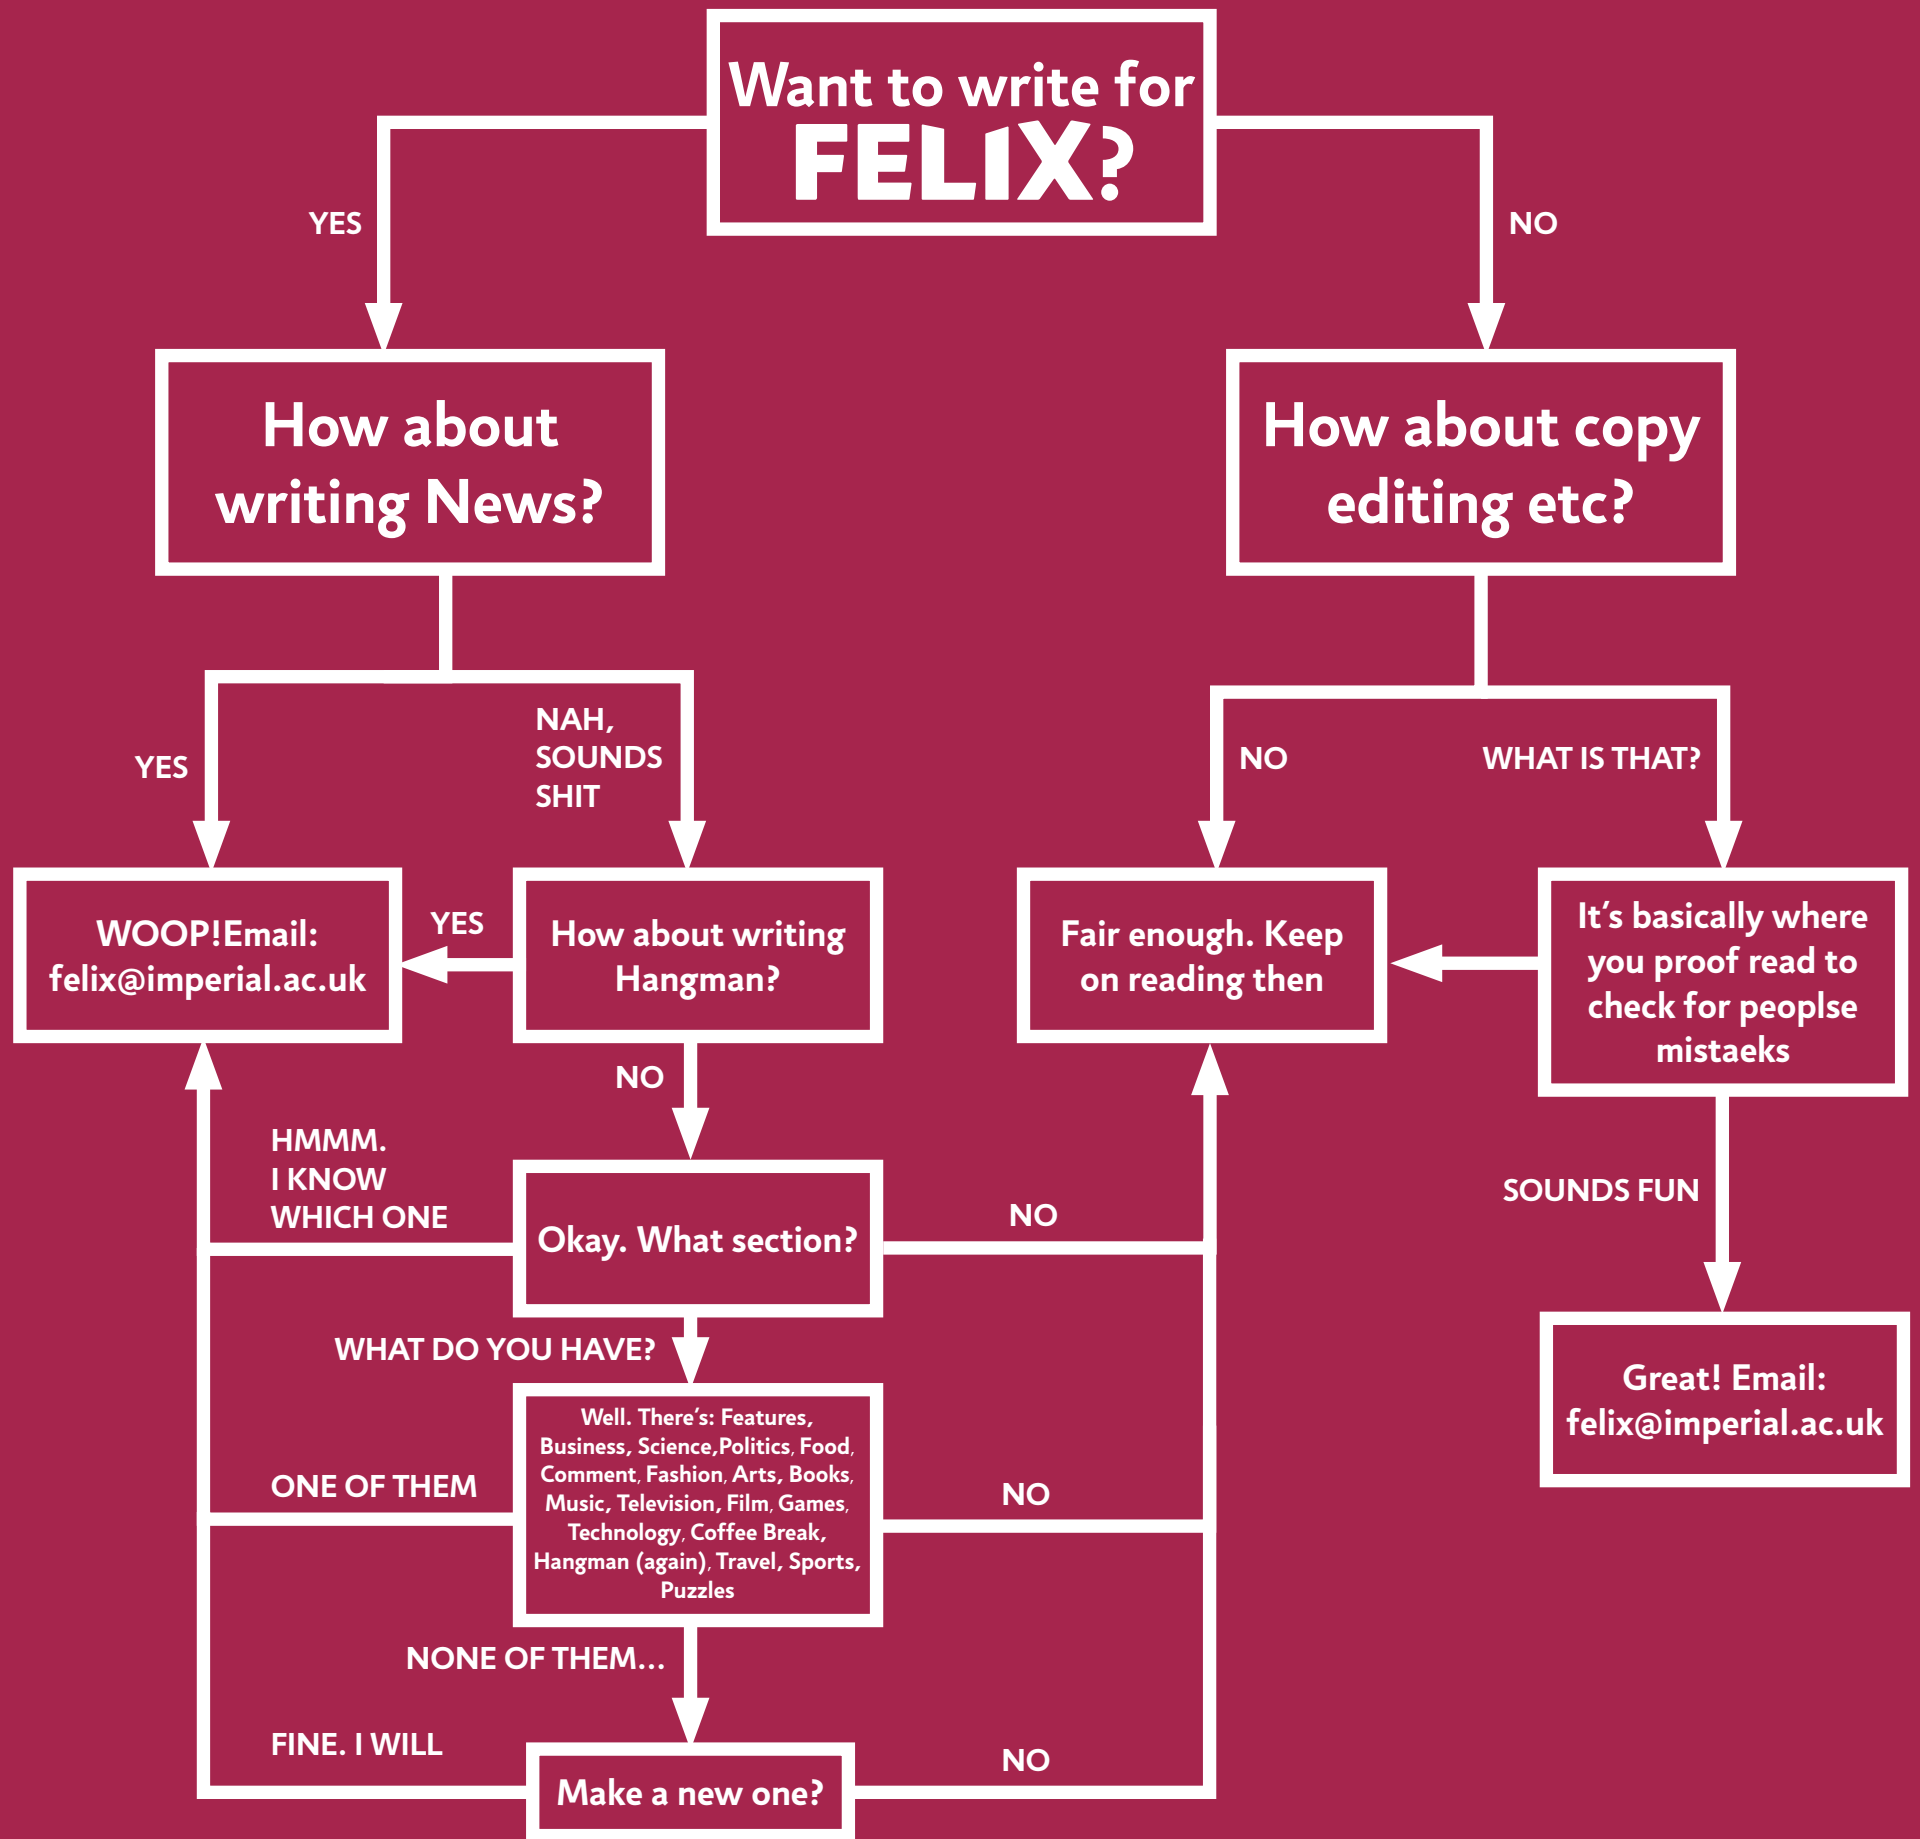 Want to write for
FELIX?
YES
NO
How about
writing News?
How about copy
editing etc?
YES
NAH,
SOUNDS
SHIT
NO
WHAT IS THAT?
WOOP!Email:
felix@imperial.ac.uk
YES
How about writing
Hangman?
Fair enough. Keep
on reading then
It's basically where
you proof read to
check for peoplse
mistaeks
NO
HMMM.
I KNOW
WHICH ONE
Okay. What section?
NO
SOUNDS FUN
WHAT DO YOU HAVE?
Great! Email:
felix@imperial.ac.uk
Well. There's: Features,
Business, Science,Politics, Food,
Comment, Fashion, Arts, Books,
Music, Television, Film, Games,
Technology, Coffee Break,
Hangman (again), Travel, Sports,
Puzzles
ONE OF THEM
NO
NONE OF THEM...
FINE. I WILL
Make a new one?
NO